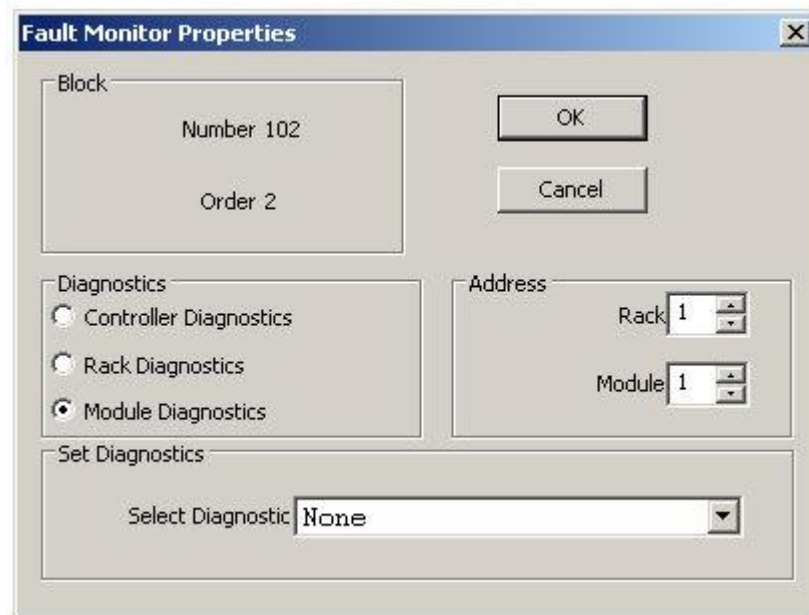 Fault Monitor Properties
Block
Number 102
Order 2
OK
Cancel
Diagnostics
Controller Diagnostics
Rack Diagnostics
Module Diagnostics
Address
Rack 1
Module 1
Set Diagnostics
Select Diagnostic None